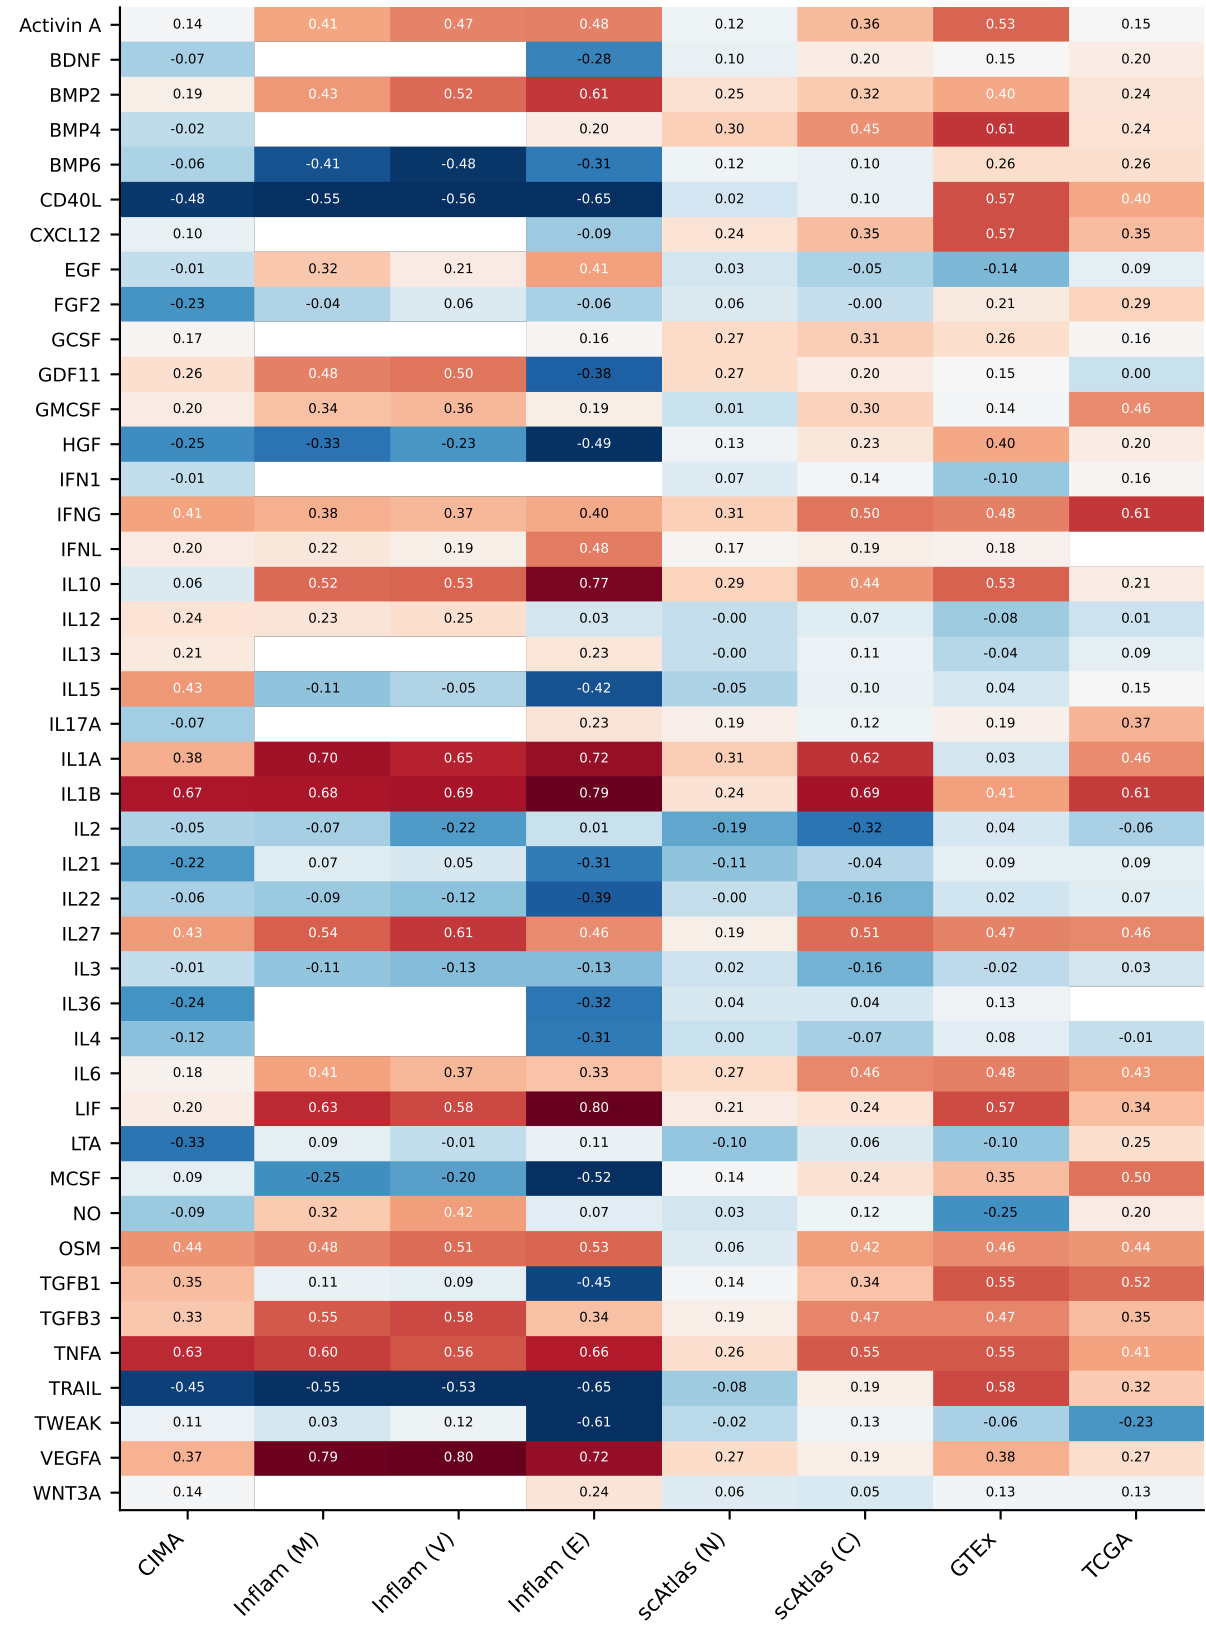 Activin A 0.14 0.41 0.47 0.48 0.12 0.36 0.53 0.15
BDNF -0.07 -0.28 0.10 0.20 0.15 0.20
BMP2 0.19 0.43 0.52 0.61 0.25 0.32 0.40 0.24
BMP4 -0.02 0.20 0.30 0.45 0.61 0.24
BMP6 -0.06 -0.41 -0.48 -0.31 0.12 0.10 0.26 0.26
CD40L -0.48 -0.55 -0.56 -0.65 0.02 0.10 0.57 0.40
CXCL12 0.10 -0.09 0.24 0.35 0.57 0.35
EGF -0.01 0.32 0.21 0.41 0.03 -0.05 -0.14 0.09
FGF2 -0.23 -0.04 0.06 -0.06 0.06 -0.00 0.21 0.29
GCSF 0.17 0.16 0.27 0.31 0.26 0.16
GDF11 0.26 0.48 0.50 -0.38 0.27 0.20 0.15 0.00
GMCSF 0.20 0.34 0.36 0.19 0.01 0.30 0.14 0.46
HGF -0.25 -0.33 -0.23 -0.49 0.13 0.23 0.40 0.20
IFN1 -0.01 0.07 0.14 -0.10 0.16
IFNG 0.41 0.38 0.37 0.40 0.31 0.50 0.48 0.61
IFNL 0.20 0.22 0.19 0.48 0.17 0.19 0.18
IL10 0.06 0.52 0.53 0.77 0.29 0.44 0.53 0.21
IL12 0.24 0.23 0.25 0.03 -0.00 0.07 -0.08 0.01
IL13 0.21 0.23 -0.00 0.11 -0.04 0.09
IL15 0.43 -0.11 -0.05 -0.42 -0.05 0.10 0.04 0.15
IL17A -0.07 0.23 0.19 0.12 0.19 0.37
IL1A 0.38 0.70 0.65 0.72 0.31 0.62 0.03 0.46
IL1B 0.67 0.68 0.69 0.79 0.24 0.69 0.41 0.61
IL2 -0.05 -0.07 -0.22 0.01 -0.19 -0.32 0.04 -0.06
IL21 -0.22 0.07 0.05 -0.31 -0.11 -0.04 0.09 0.09
IL22 -0.06 -0.09 -0.12 -0.39 -0.00 -0.16 0.02 0.07
IL27 0.43 0.54 0.61 0.46 0.19 0.51 0.47 0.46
IL3 -0.01 -0.11 -0.13 -0.13 0.02 -0.16 -0.02 0.03
IL36 -0.24 -0.32 0.04 0.04 0.13
IL4 -0.12 -0.31 0.00 -0.07 0.08 -0.01
IL6 0.18 0.41 0.37 0.33 0.27 0.46 0.48 0.43
LIF 0.20 0.63 0.58 0.80 0.21 0.24 0.57 0.34
LTA -0.33 0.09 -0.01 0.11 -0.10 0.06 -0.10 0.25
MCSF 0.09 -0.25 -0.20 -0.52 0.14 0.24 0.35 0.50
NO -0.09 0.32 0.42 0.07 0.03 0.12 -0.25 0.20
OSM 0.44 0.48 0.51 0.53 0.06 0.42 0.46 0.44
TGFB1 0.35 0.11 0.09 -0.45 0.14 0.34 0.55 0.52
TGFB3 0.33 0.55 0.58 0.34 0.19 0.47 0.47 0.35
TNFA 0.63 0.60 0.56 0.66 0.26 0.55 0.55 0.41
TRAIL -0.45 -0.55 -0.53 -0.65 -0.08 0.19 0.58 0.32
TWEAK 0.11 0.03 0.12 -0.61 -0.02 0.13 -0.06 -0.23
VEGFA 0.37 0.79 0.80 0.72 0.27 0.19 0.38 0.27
WNT3A 0.14 0.24 0.06 0.05 0.13 0.13
CIMA Inflam (M) Inflam (V) Inflam (E) scAtlas (N) scAtlas (C) GTEx TCGA